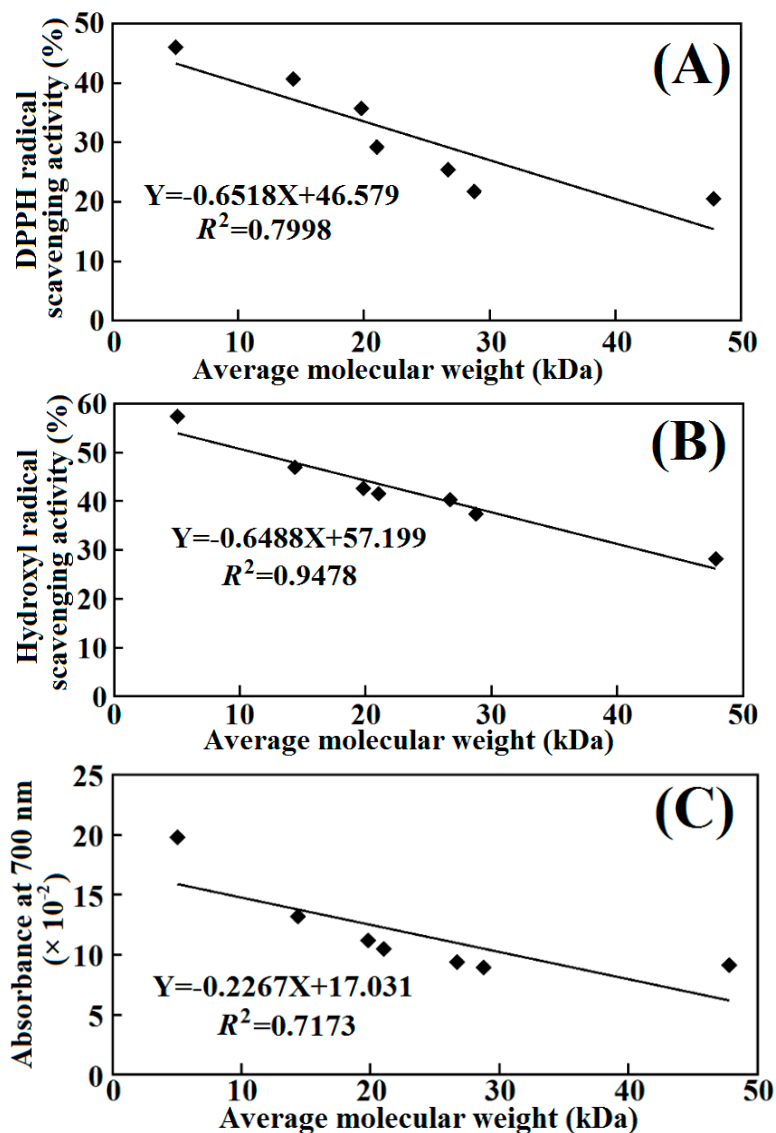 (A)
DPPH radical
scavenging activity (%)
50
40
30
20
10
0
Y=-0.6518X+46.579
R²=0.7998
0 10 20 30 40 50
Average molecular weight (kDa)
(B)
Hydroxyl radical
scavenging activity (%)
60
50
40
30
20
10
0
Y=-0.6488X+57.199
R²=0.9478
0 10 20 30 40 50
Average molecular weight (kDa)
(C)
Absorbance at 700 nm
(× 10⁻²)
25
20
15
10
5
0
Y=-0.2267X+17.031
R²=0.7173
0 10 20 30 40 50
Average molecular weight (kDa)